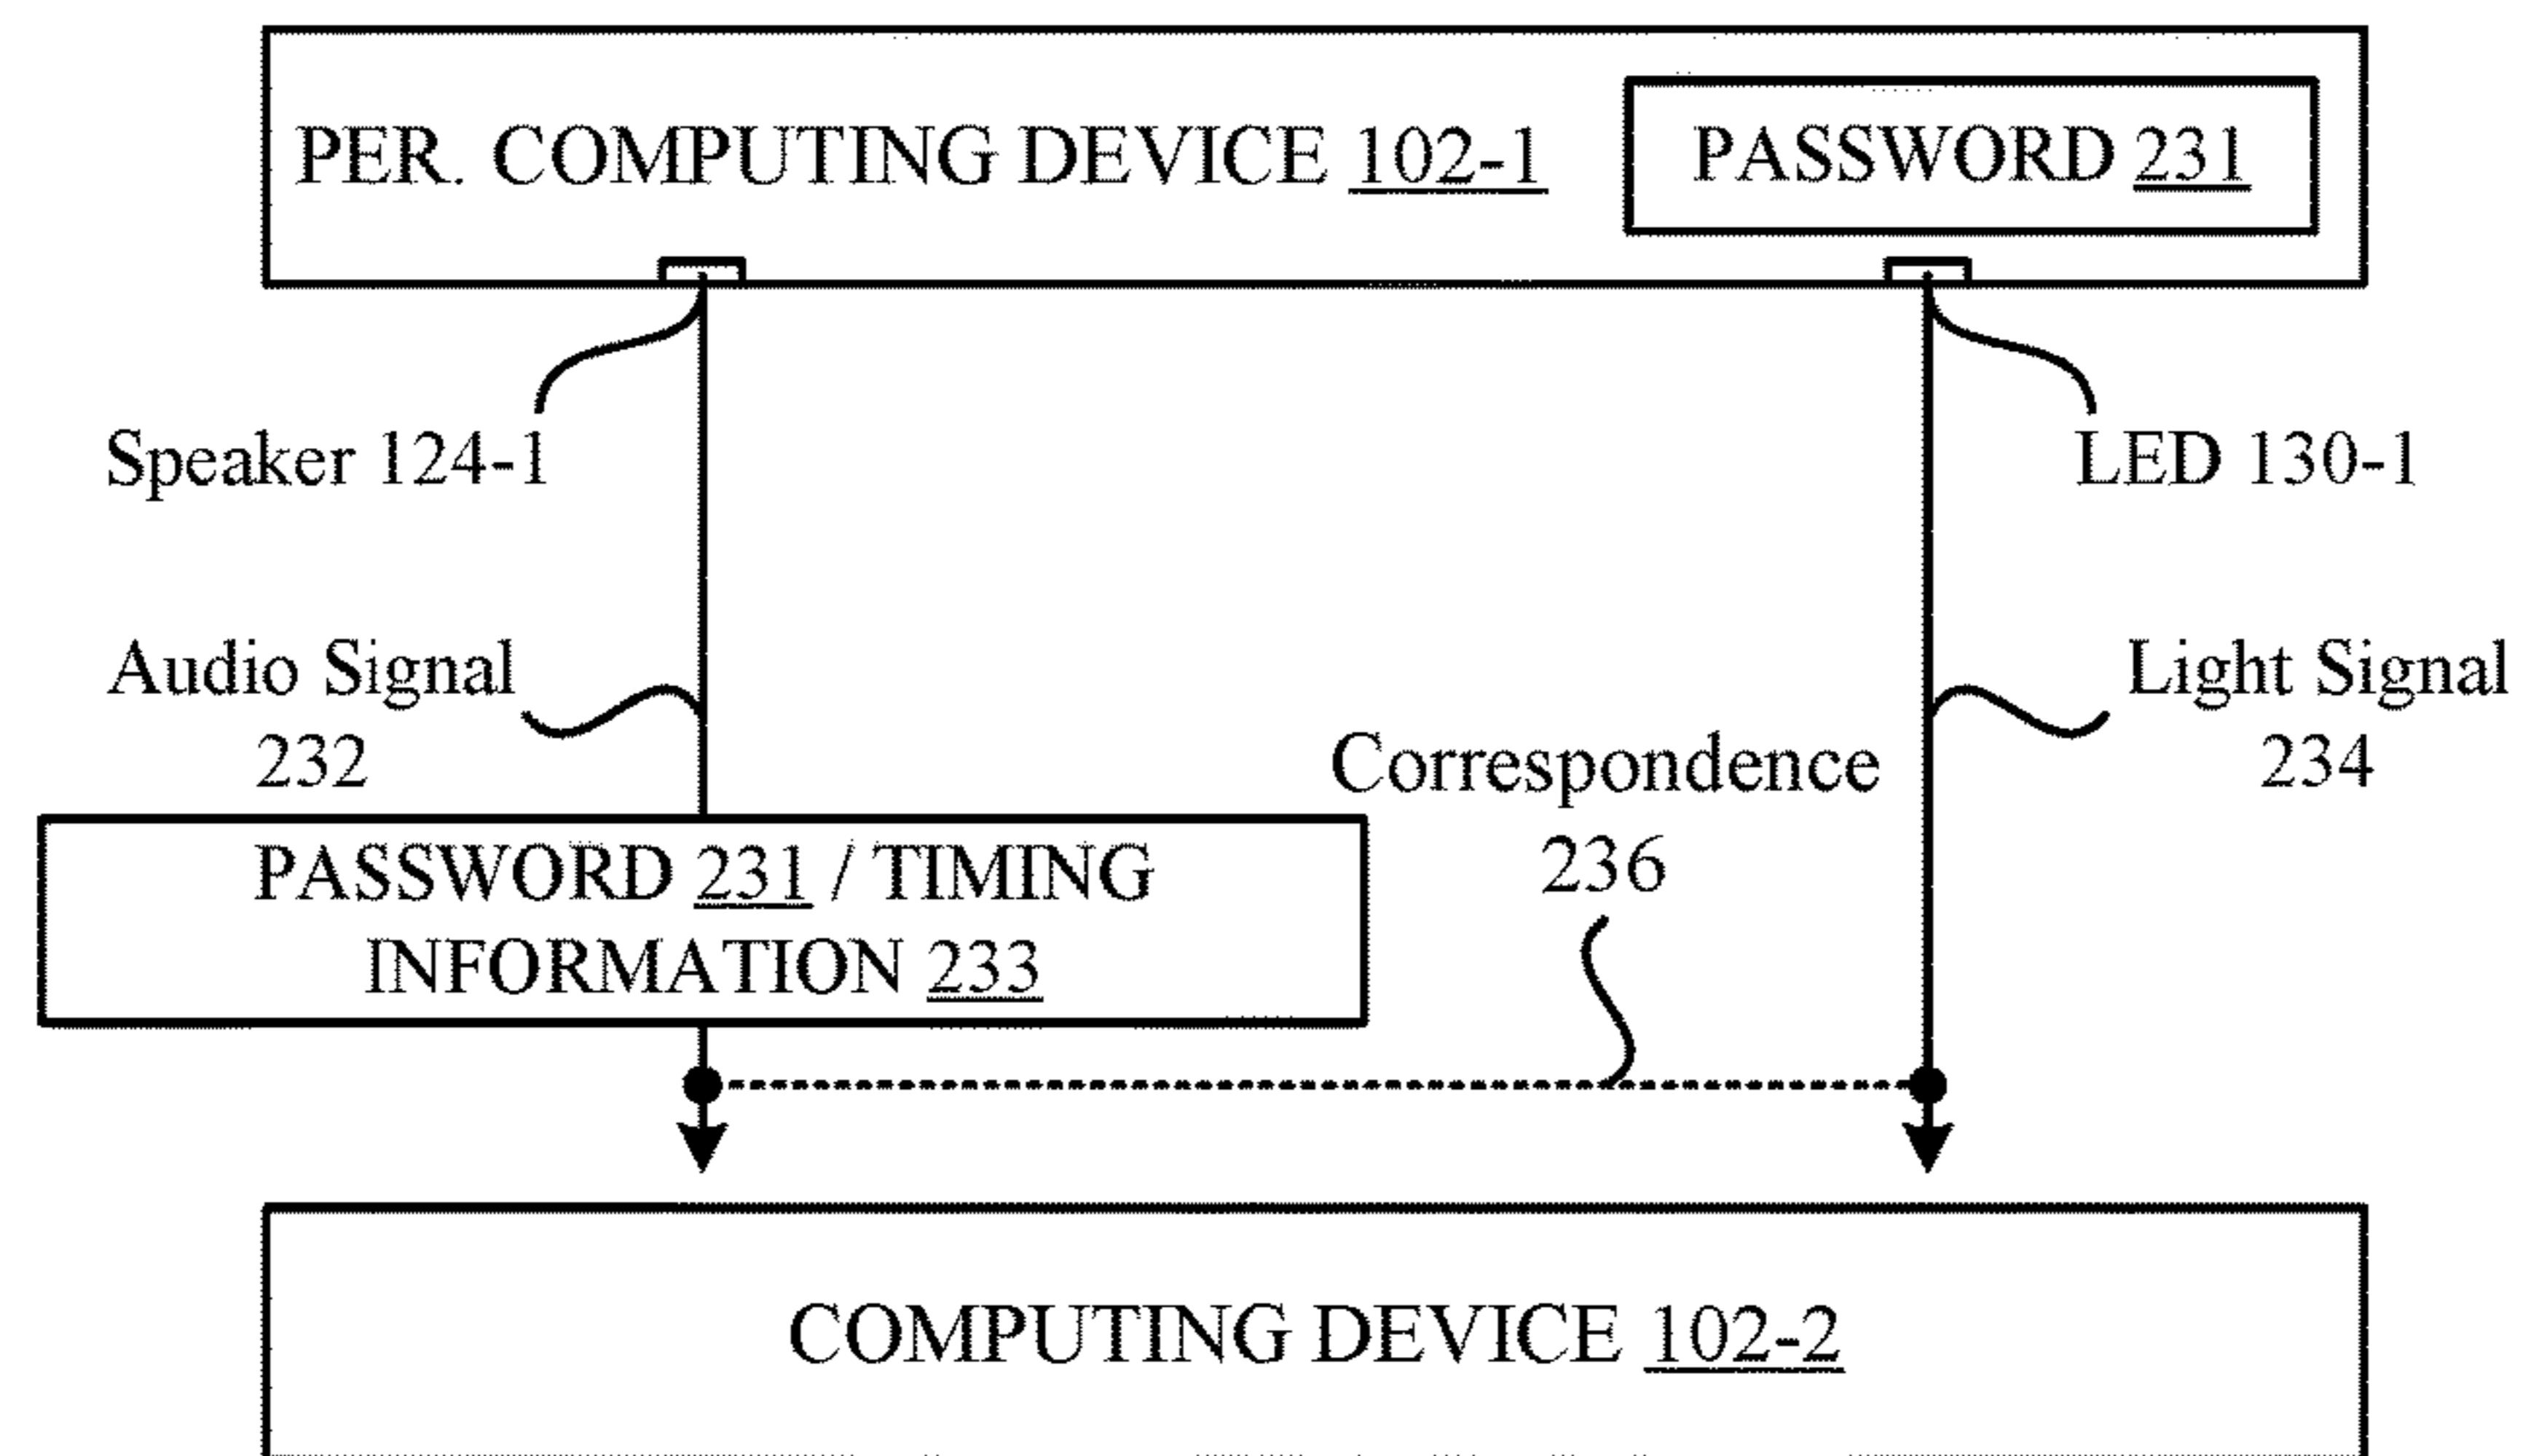 PER. COMPUTING DEVICE 102-1
PASSWORD 231
Speaker 124-1
LED 130-1
Audio Signal
232
Light Signal
234
Correspondence
236
PASSWORD 231 / TIMING
INFORMATION 233
COMPUTING DEVICE 102-2